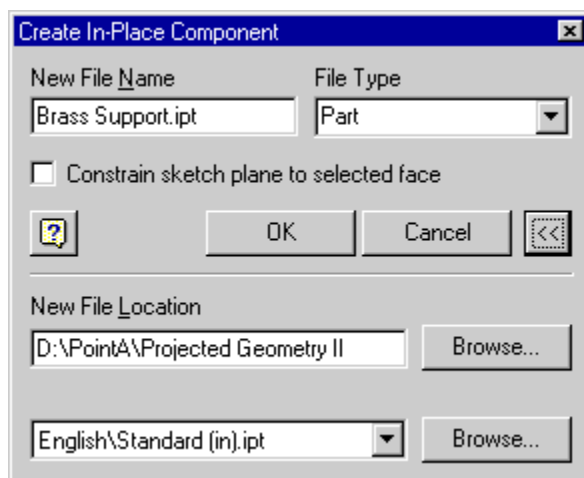 Create In-Place Component
New File Name File Type
Brass Support.ipt Part
Constrain sketch plane to selected face
? OK Cancel <<
New File Location
D:\PointA\Projected Geometry II Browse...
English\Standard (in).ipt Browse...